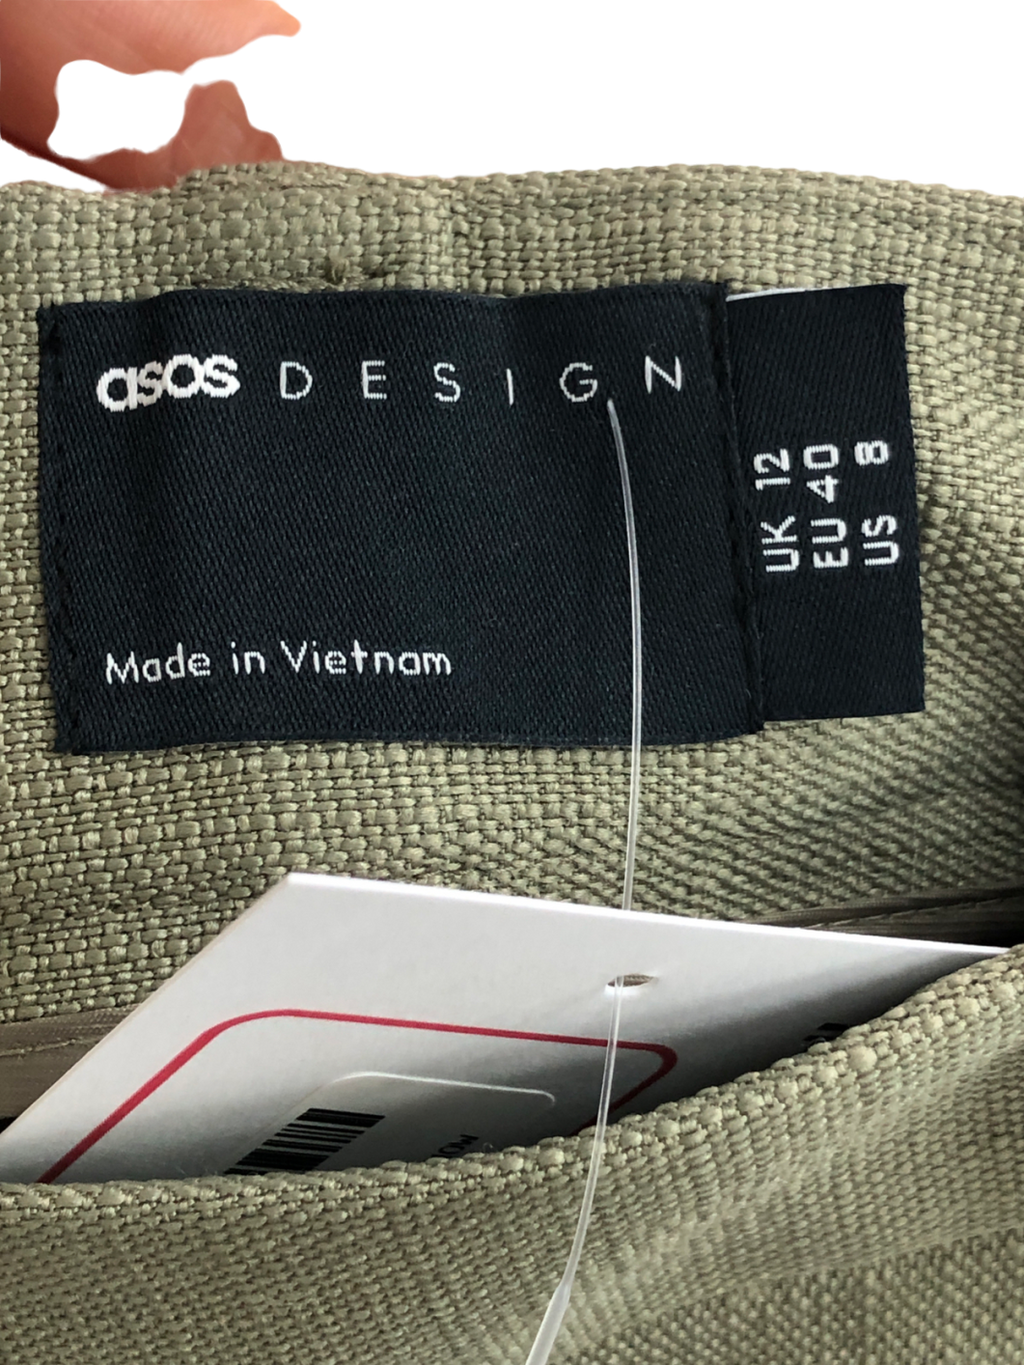 asos DESIGN
Made in Vietnam
UK 12
EU 40
US 8